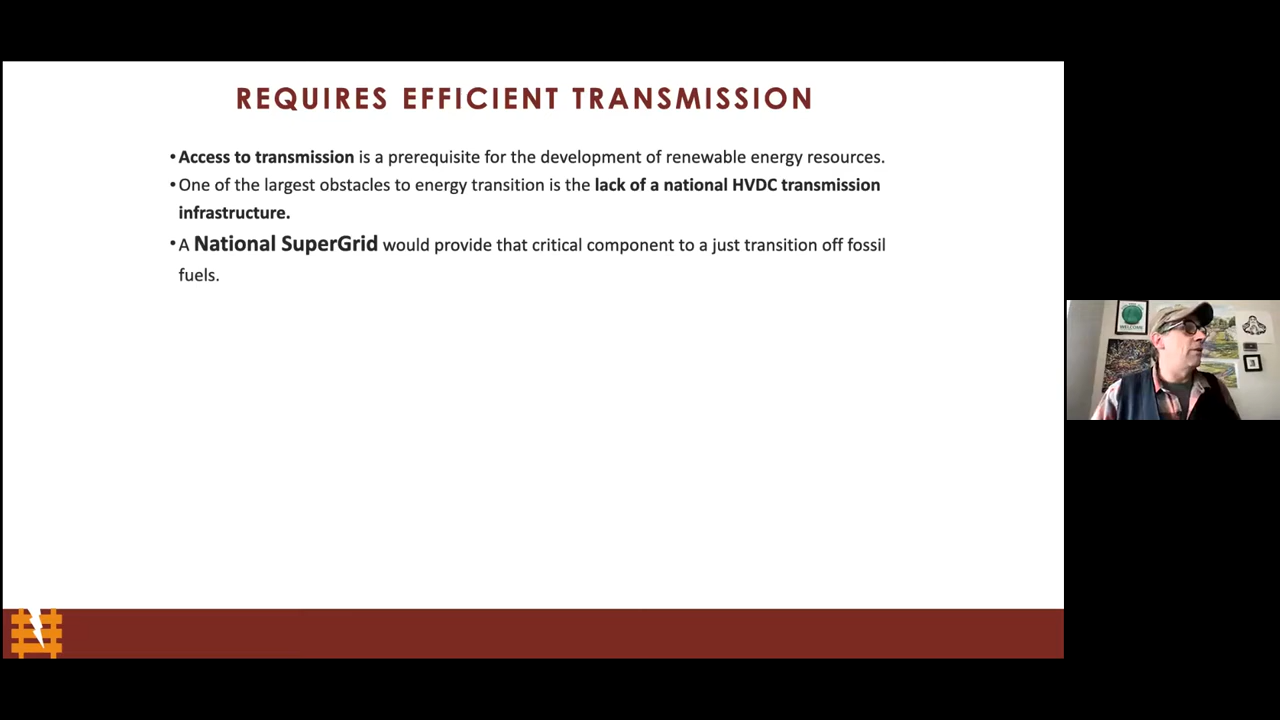 REQUIRES EFFICIENT TRANSMISSION
•Access to transmission is a prerequisite for the development of renewable energy resources.
•One of the largest obstacles to energy transition is the lack of a national HVDC transmission
infrastructure.
•A National SuperGrid would provide that critical component to a just transition off fossil
fuels.
WELCOME